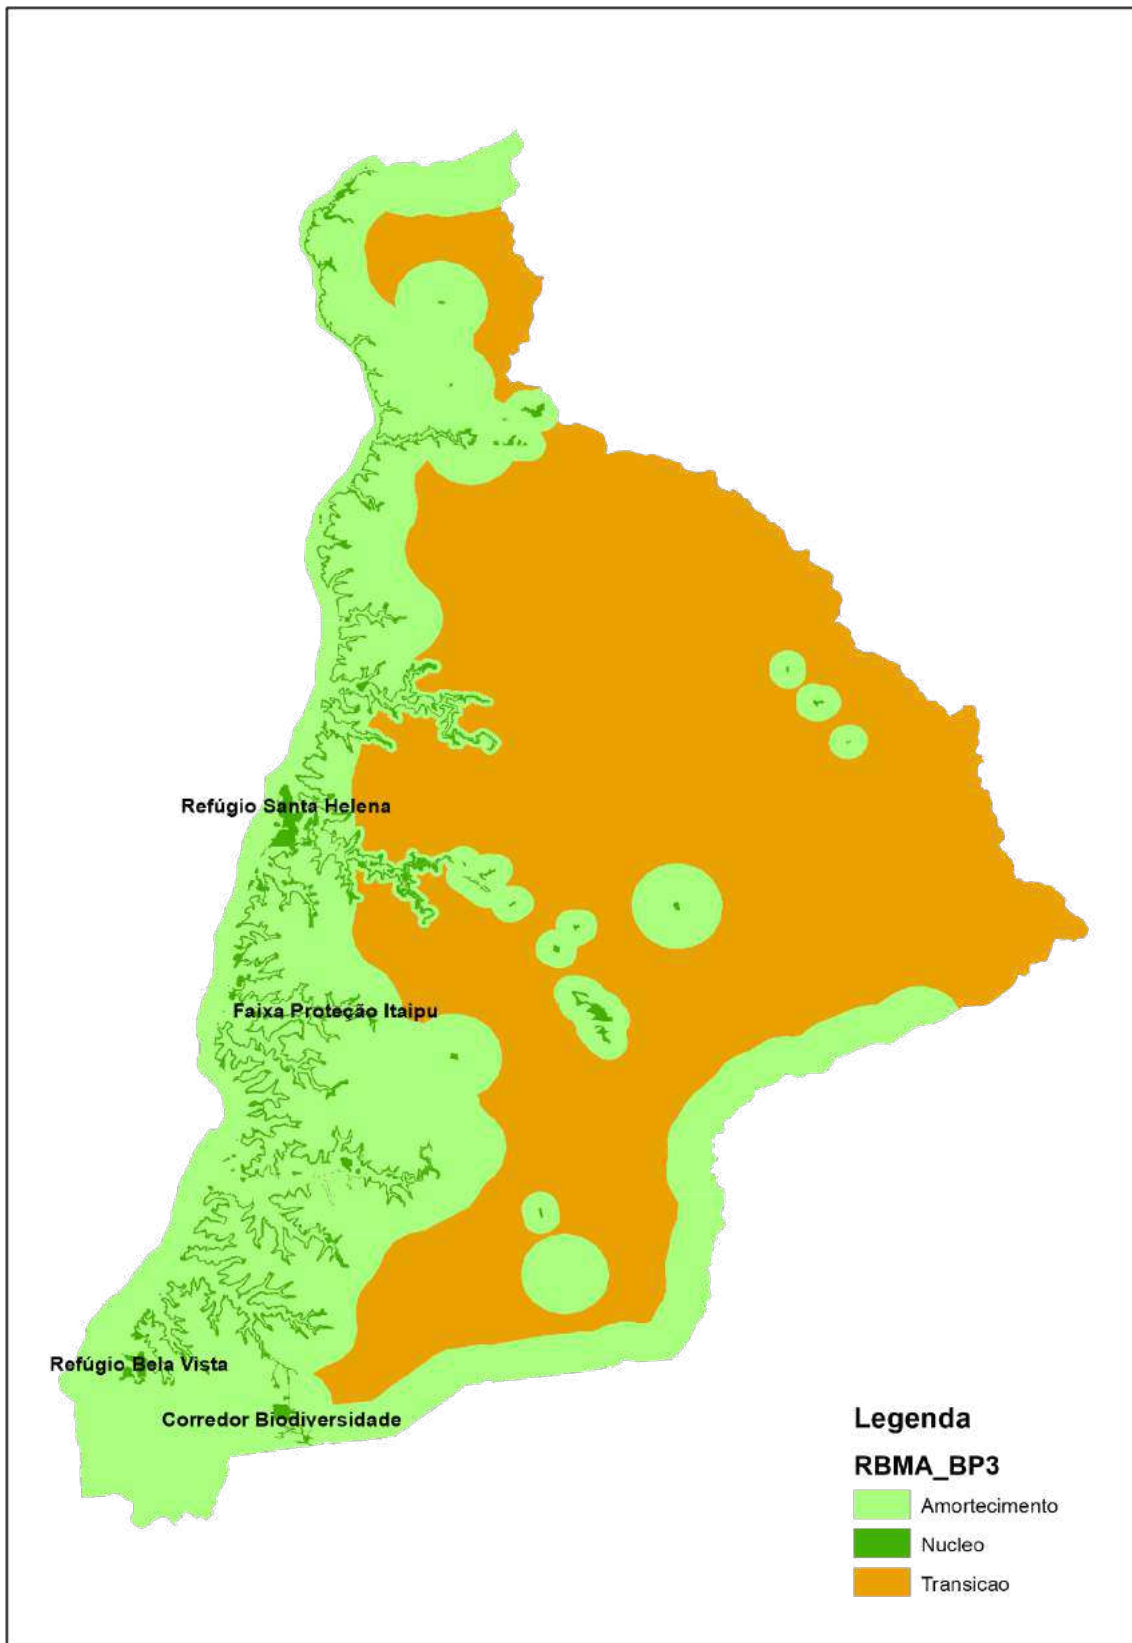 Refúgio Santa Helena
Faixa Proteção Itaipu
Refúgio Bela Vista
Corredor Biodiversidade
Legenda
RBMA_BP3
Amortecimento
Nucleo
Transicao